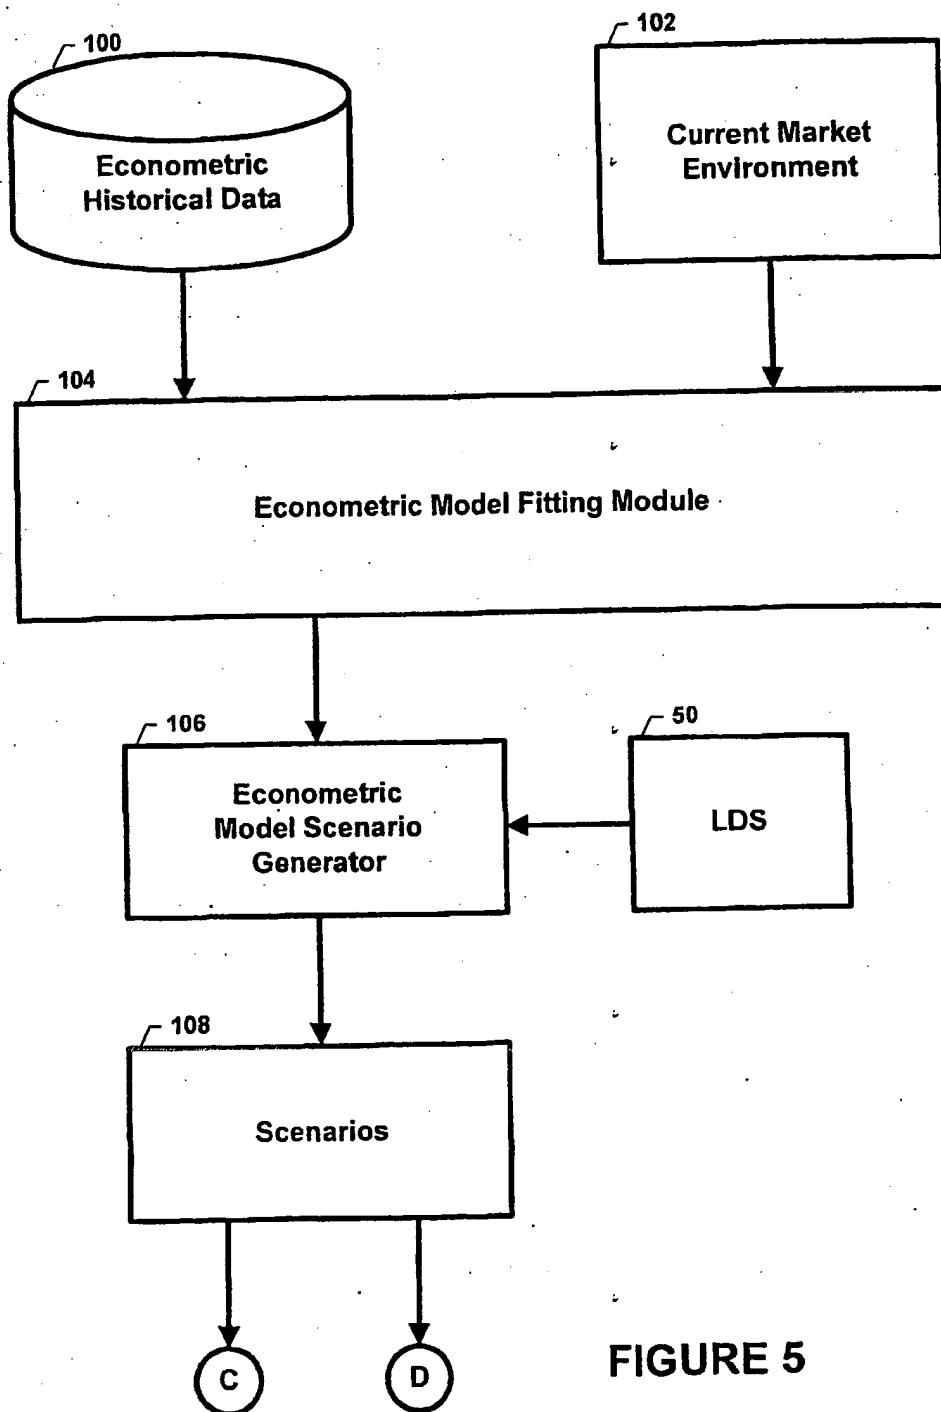 100
102
Econometric
Historical Data
Current Market
Environment
104
Econometric Model Fitting Module
106
50
Econometric
Model Scenario
Generator
LDS
108
Scenarios
C
D
FIGURE 5